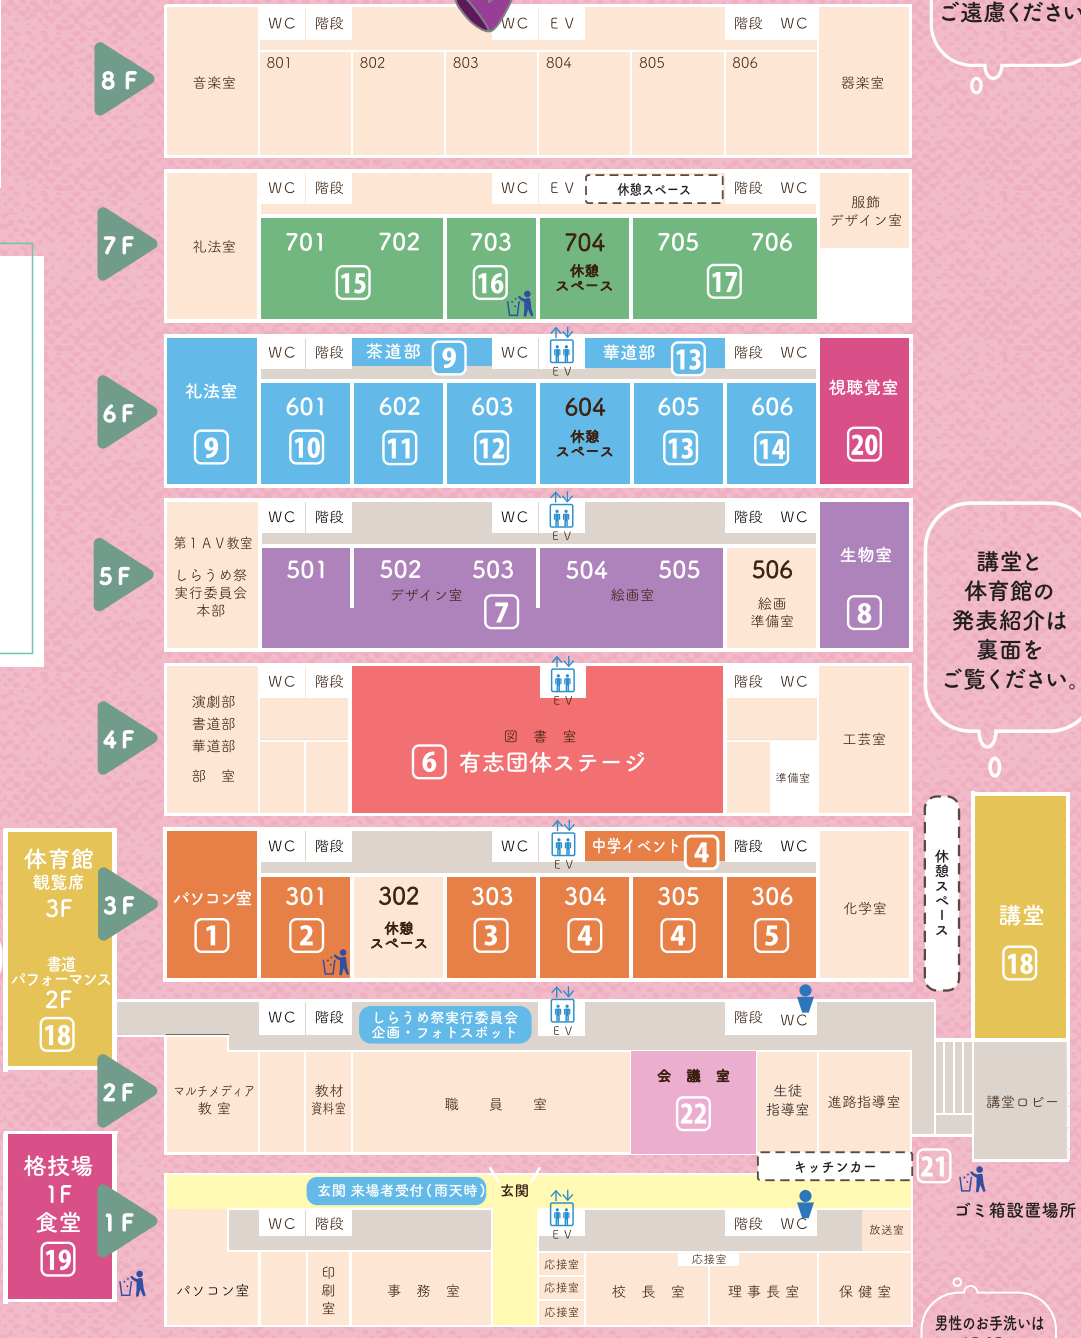 ご遠慮ください
8F
WC 階段 WC EV 階段 WC
音楽室
801 802 803 804 805 806
器楽室
7F
WC 階段 WC EV 休憩スペース 階段 WC
礼法室
701 702 703 704 705 706
15 16 休憩
スペース
17
服飾
デザイン室
6F
WC 階段 茶道部 9 WC EV 華道部 13 階段 WC
礼法室
9
601 602 603 604 605 606
10 11 12 休憩
スペース
13 14
視聴覚室
20
5F
WC 階段 WC EV 階段 WC
第1AV教室
しらうめ祭
実行委員会
本部
501 502 503 504 505 506
デザイン室
7
絵画室
絵画
準備室
生物室
8
講堂と
体育館の
発表紹介は
裏面を
ご覧ください。
4F
WC 階段 EV 階段 WC
演劇部
書道部
華道部
部室
図書室
6 有志団体ステージ
準備室
工芸室
3F
WC 階段 WC EV 中学イベント 4 階段 WC
パソコン室
1
301 302 303 304 305 306
2 休憩
スペース
3 4 4 5
化学室
体育館
観覧席
3F
書道
パフォーマンス
2F
18
休憩スペース
講堂
18
2F
WC 階段 しらうめ祭実行委員会
企画・フォトスポット
EV 階段 WC
マルチメディア
教室
教材
資料室
職員室
会議室
22
生徒
指導室
進路指導室
講堂ロビー
キッチンカー 21
ゴミ箱設置場所
格技場
1F
食堂
19
1F
玄関 来場者受付(雨天時) 玄関
WC 階段 EV 階段 WC
放送室
パソコン室
印刷室
事務室
応接室
応接室
応接室
校長室
応接室
理事長室
保健室
男性のお手洗いは